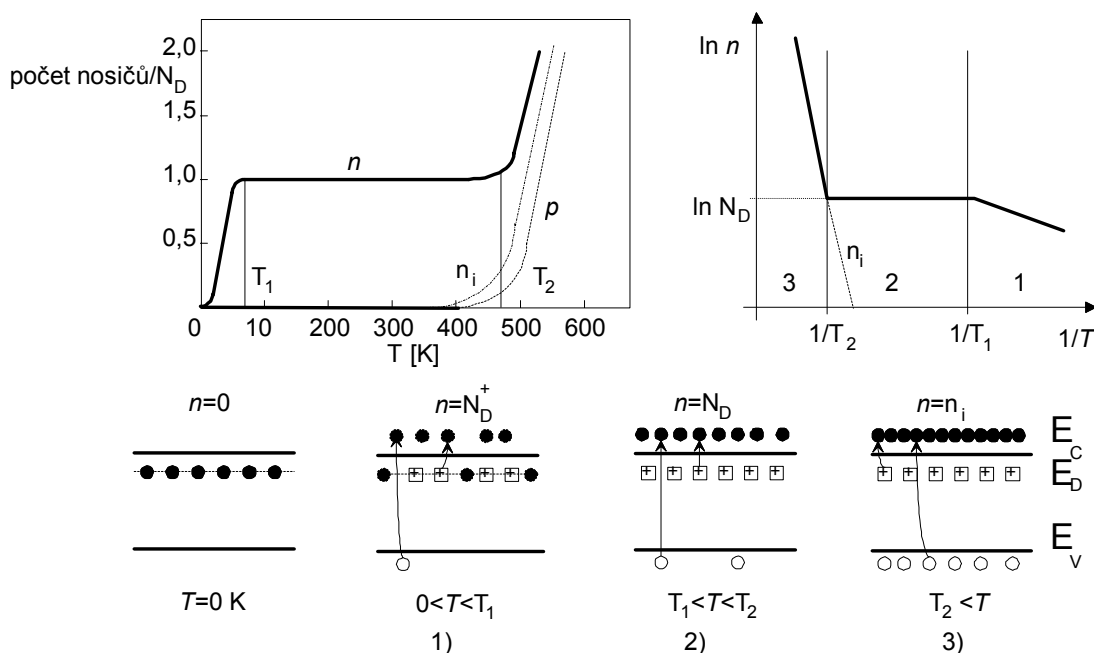 2,0
počet nosičů/N_D
1,5
1,0
0,5
n
p
T_1
n_i
T_2
0 10 200 300 400 500 600
T [K]
ln n
ln N_D
n_i
3 2 1
1/T_2 1/T_1 1/T
n=0
n=N_D^+
n=N_D
n=n_i
E_C
+ + + +
+ + + + + +
+ + + + + +
E_D
E_V
T=0 K
0<T<T_1
T_1<T<T_2
T_2 <T
1)
2)
3)